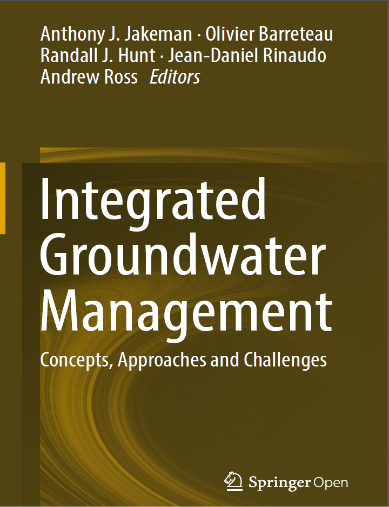 Anthony J. Jakeman · Olivier Barreteau
Randall J. Hunt · Jean-Daniel Rinaudo
Andrew Ross Editors
Integrated
Groundwater
Management
Concepts, Approaches and Challenges
Springer Open